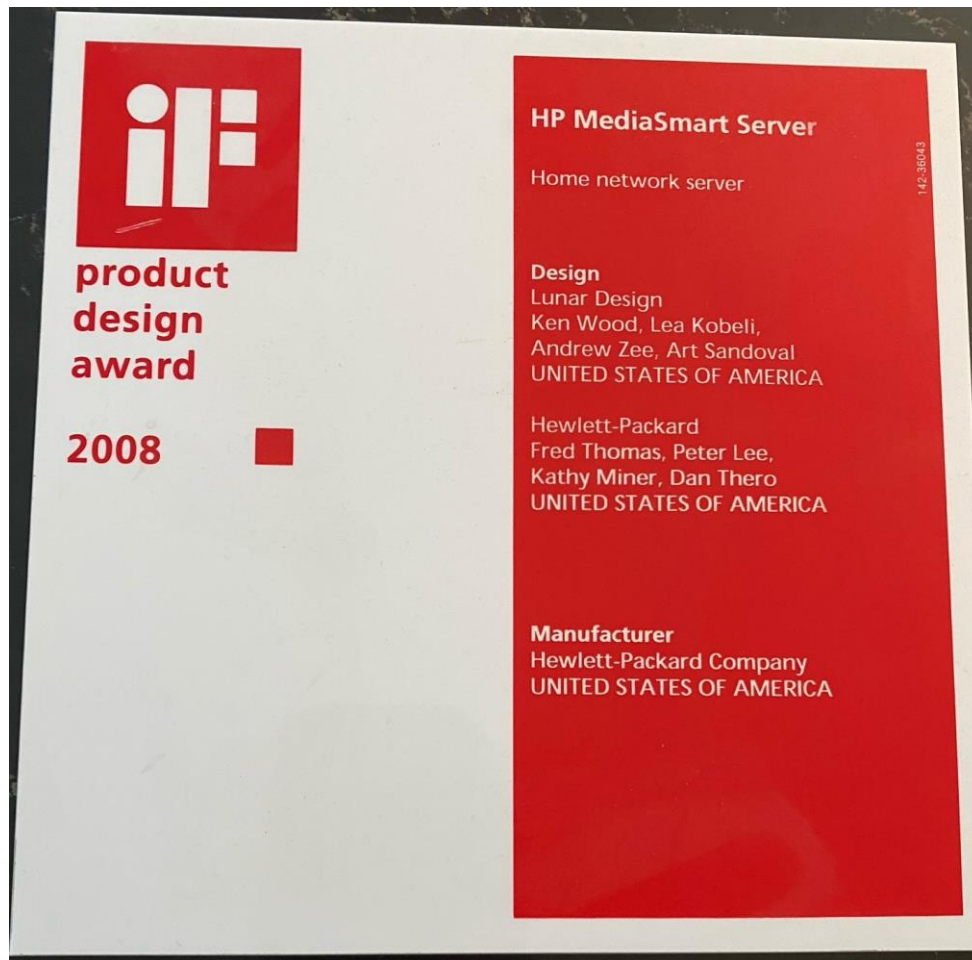 iF
product
design
award
2008
HP MediaSmart Server
142-36043
Home network server
Design
Lunar Design
Ken Wood, Lea Kobeli,
Andrew Zee, Art Sandoval
UNITED STATES OF AMERICA
Hewlett-Packard
Fred Thomas, Peter Lee,
Kathy Miner, Dan Thero
UNITED STATES OF AMERICA
Manufacturer
Hewlett-Packard Company
UNITED STATES OF AMERICA